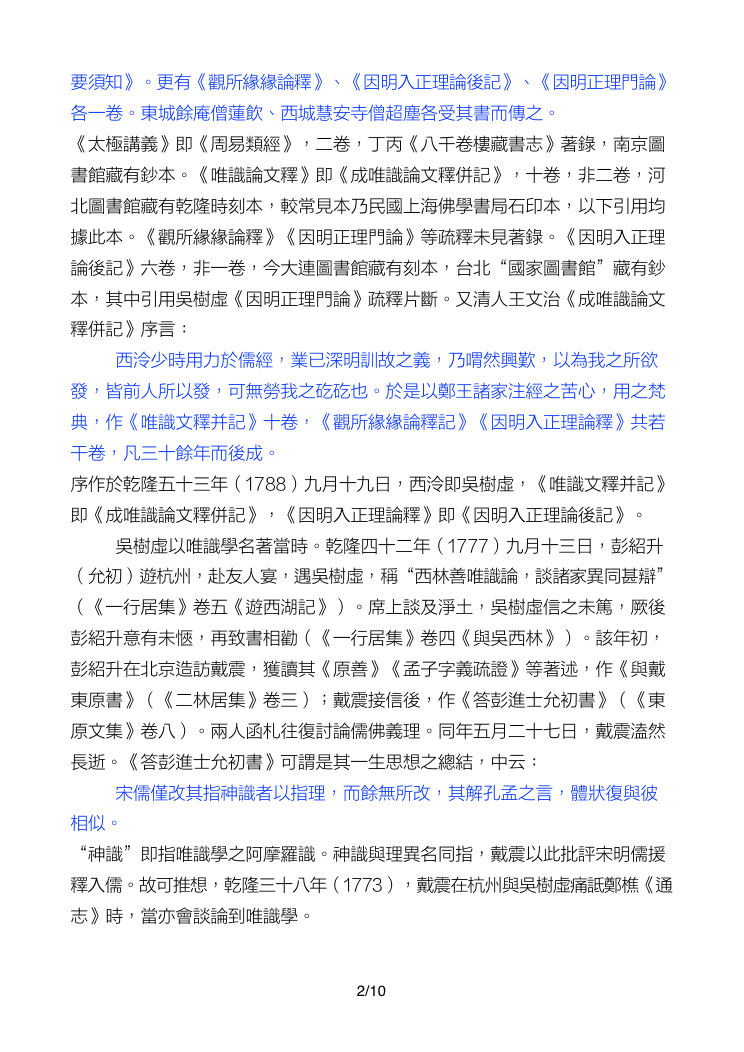 要須知》。更有《觀所緣緣論釋》、《因明入正理論後記》、《因明正理門論》
各一卷。東城餘庵僧蓮飲、西城慧安寺僧超塵各受其書而傳之。
《太極講義》即《周易類經》，二卷，丁丙《八千卷樓藏書志》著錄，南京圖
書館藏有鈔本。《唯識論文釋》即《成唯識論文釋併記》，十卷，非二卷，河
北圖書館藏有乾隆時刻本，較常見本乃民國上海佛學書局石印本，以下引用均
據此本。《觀所緣緣論釋》《因明正理門論》等疏釋未見著錄。《因明入正理
論後記》六卷，非一卷，今大連圖書館藏有刻本，台北“國家圖書館”藏有鈔
本，其中引用吳樹虛《因明正理門論》疏釋片斷。又清人王文治《成唯識論文
釋併記》序言：
西泠少時用力於儒經，業已深明訓故之義，乃喟然興歎，以為我之所欲
發，皆前人所以發，可無勞我之矻矻也。於是以鄭王諸家注經之苦心，用之梵
典，作《唯識文釋并記》十卷，《觀所緣緣論釋記》《因明入正理論釋》共若
干卷，凡三十餘年而後成。
序作於乾隆五十三年（1788）九月十九日，西泠即吳樹虛，《唯識文釋并記》
即《成唯識論文釋併記》，《因明入正理論釋》即《因明入正理論後記》。
吳樹虛以唯識學名著當時。乾隆四十二年（1777）九月十三日，彭紹升
（允初）遊杭州，赴友人宴，遇吳樹虛，稱“西林善唯識論，談諸家異同甚辯”
（《一行居集》卷五《遊西湖記》）。席上談及淨土，吳樹虛信之未篤，厥後
彭紹升意有未愜，再致書相勸（《一行居集》卷四《與吳西林》）。該年初，
彭紹升在北京造訪戴震，獲讀其《原善》《孟子字義疏證》等著述，作《與戴
東原書》（《二林居集》卷三）；戴震接信後，作《答彭進士允初書》（《東
原文集》卷八）。兩人函札往復討論儒佛義理。同年五月二十七日，戴震溘然
長逝。《答彭進士允初書》可謂是其一生思想之總結，中云：
宋儒僅改其指神識者以指理，而餘無所改，其解孔孟之言，體狀復與彼
相似。
“神識”即指唯識學之阿摩羅識。神識與理異名同指，戴震以此批評宋明儒援
釋入儒。故可推想，乾隆三十八年（1773），戴震在杭州與吳樹虛痛詆鄭樵《通
志》時，當亦會談論到唯識學。
2/10